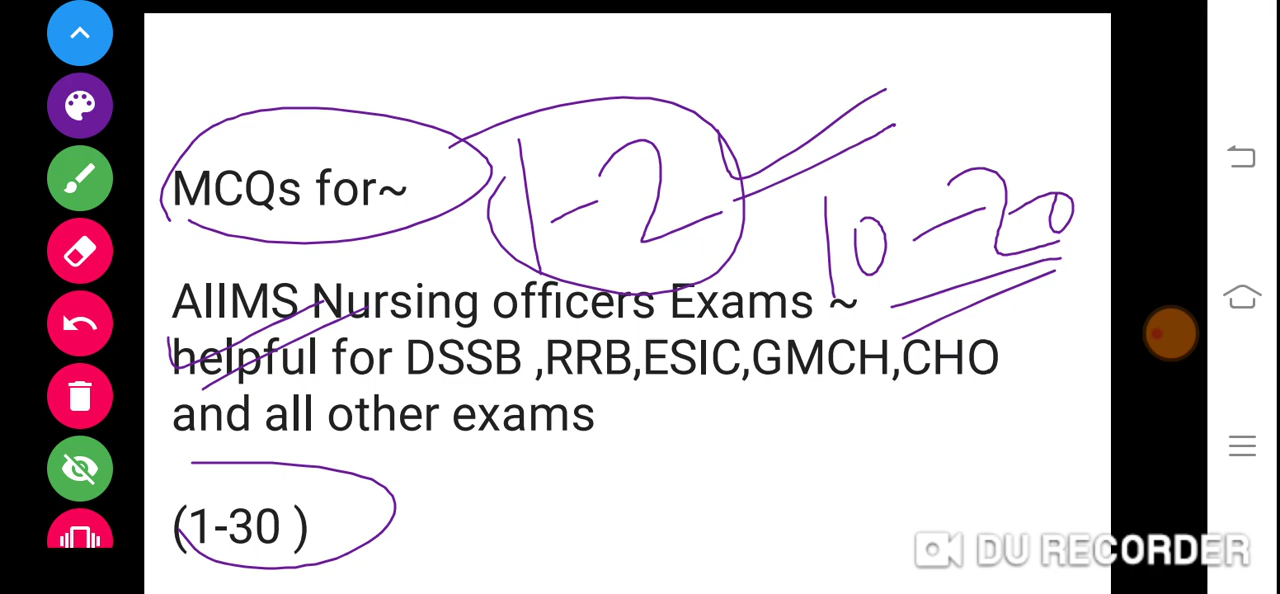 MCQs for~
1-2
10-20
AIIMS Nursing officers Exams ~
helpful for DSSB ,RRB,ESIC,GMCH,CHO
and all other exams
(1-30 )
DU RECORDER